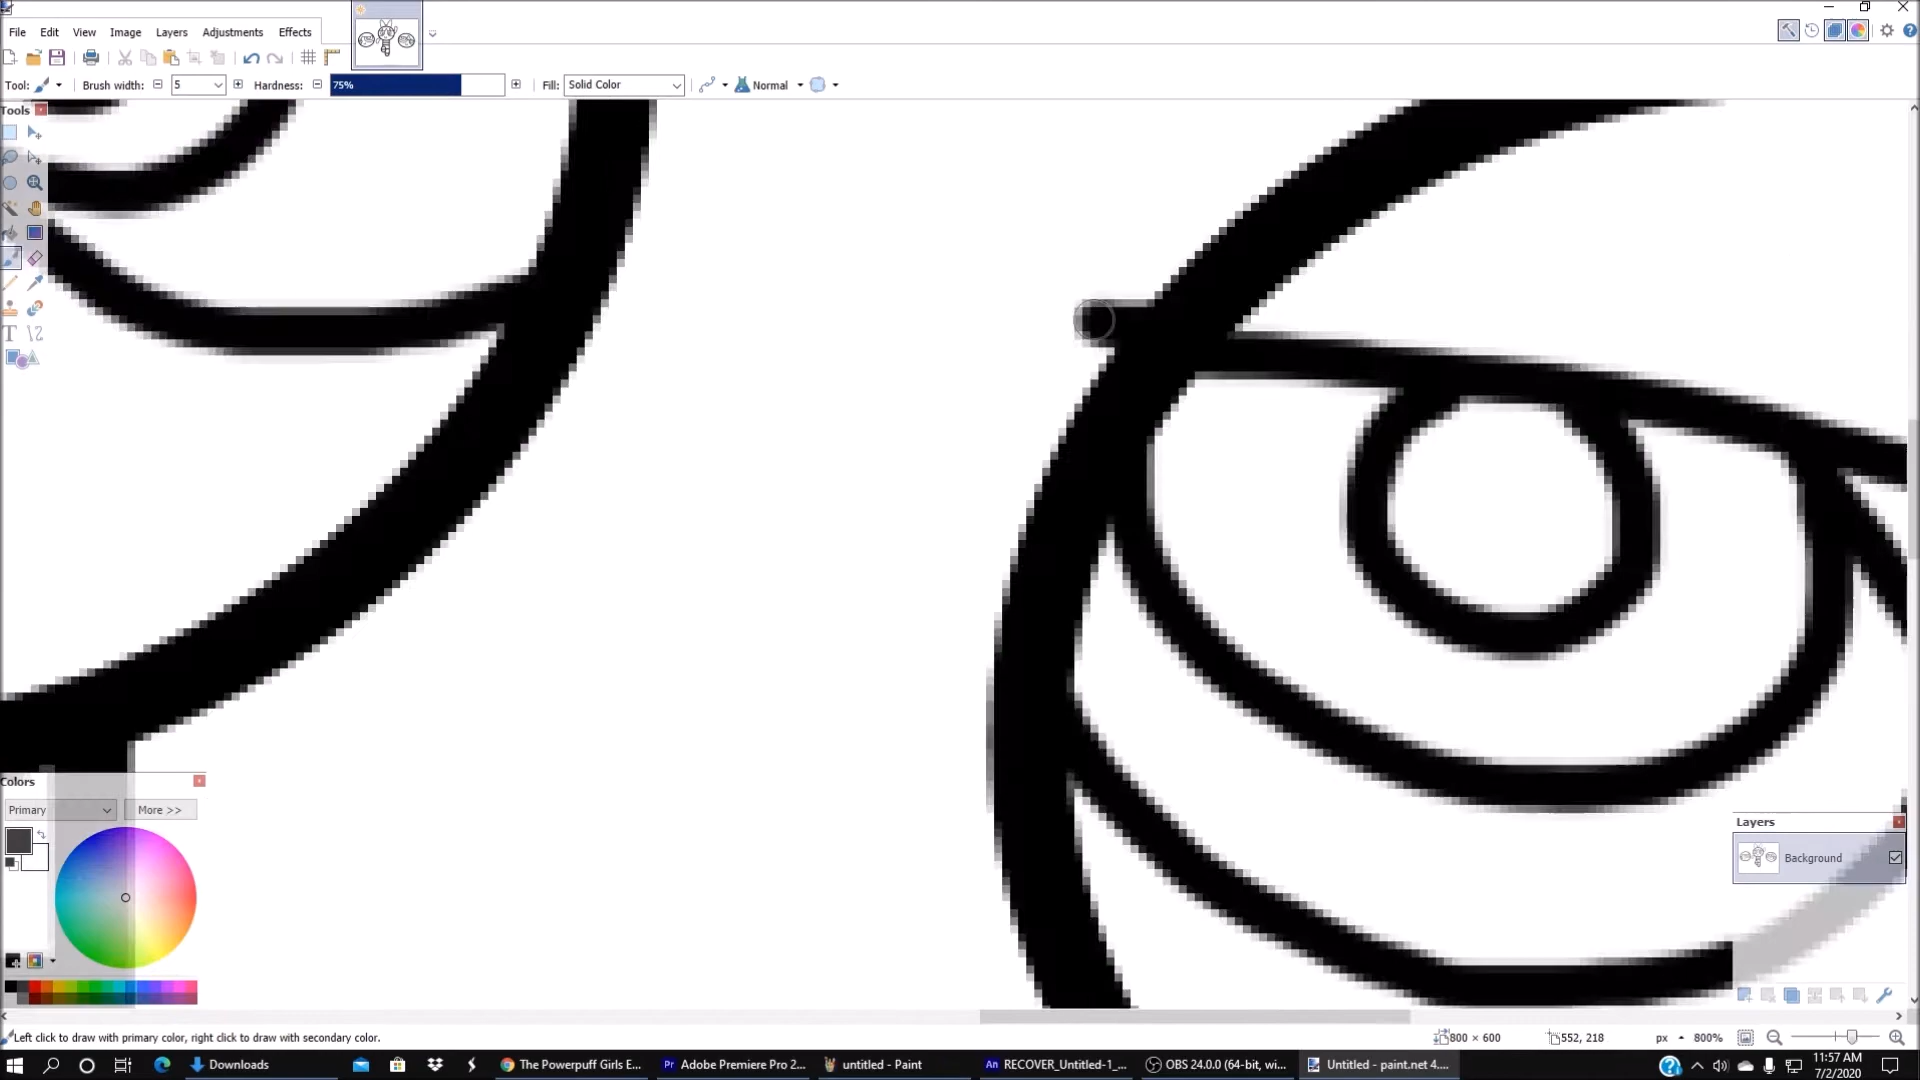 File Edit View Image Layers Adjustments Effects
Tool: Brush width: 5 Hardness: 75% Fill: Solid Color Normal
Tools
Colors
Primary More >>
Layers
Background
Left click to draw with primary color, right click to draw with secondary color. 800 × 600 552, 218 px 800%
Downloads The Powerpuff Girls E... Adobe Premiere Pro 2... untitled - Paint An RECOVER_Untitled-1_... OBS 24.0.0 (64-bit, wi... Untitled - paint.net 4.... 11:57 AM
7/2/2020